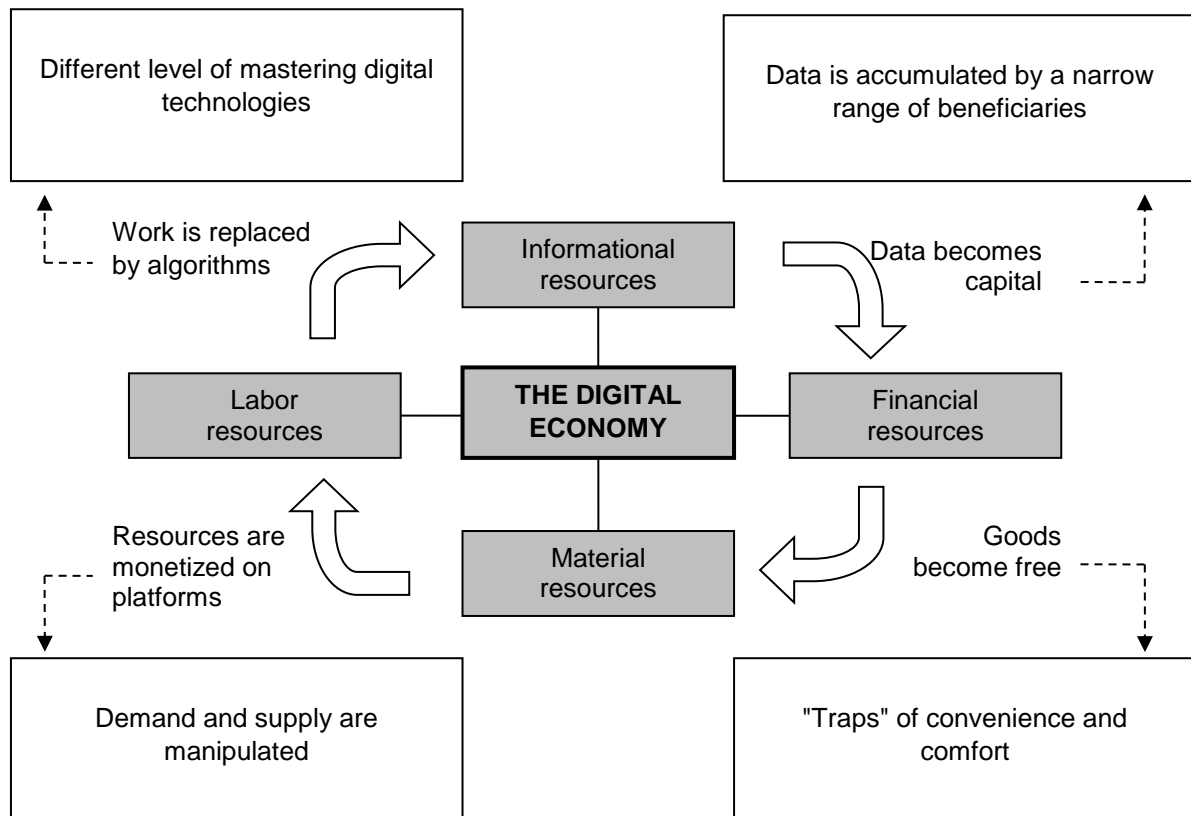 Different level of mastering digital
technologies
Data is accumulated by a narrow
range of beneficiaries
Work is replaced
by algorithms
Informational
resources
Data becomes
capital
Labor
resources
THE DIGITAL
ECONOMY
Financial
resources
Resources are
monetized on
platforms
Material
resources
Goods
become free
Demand and supply are
manipulated
"Traps" of convenience and
comfort